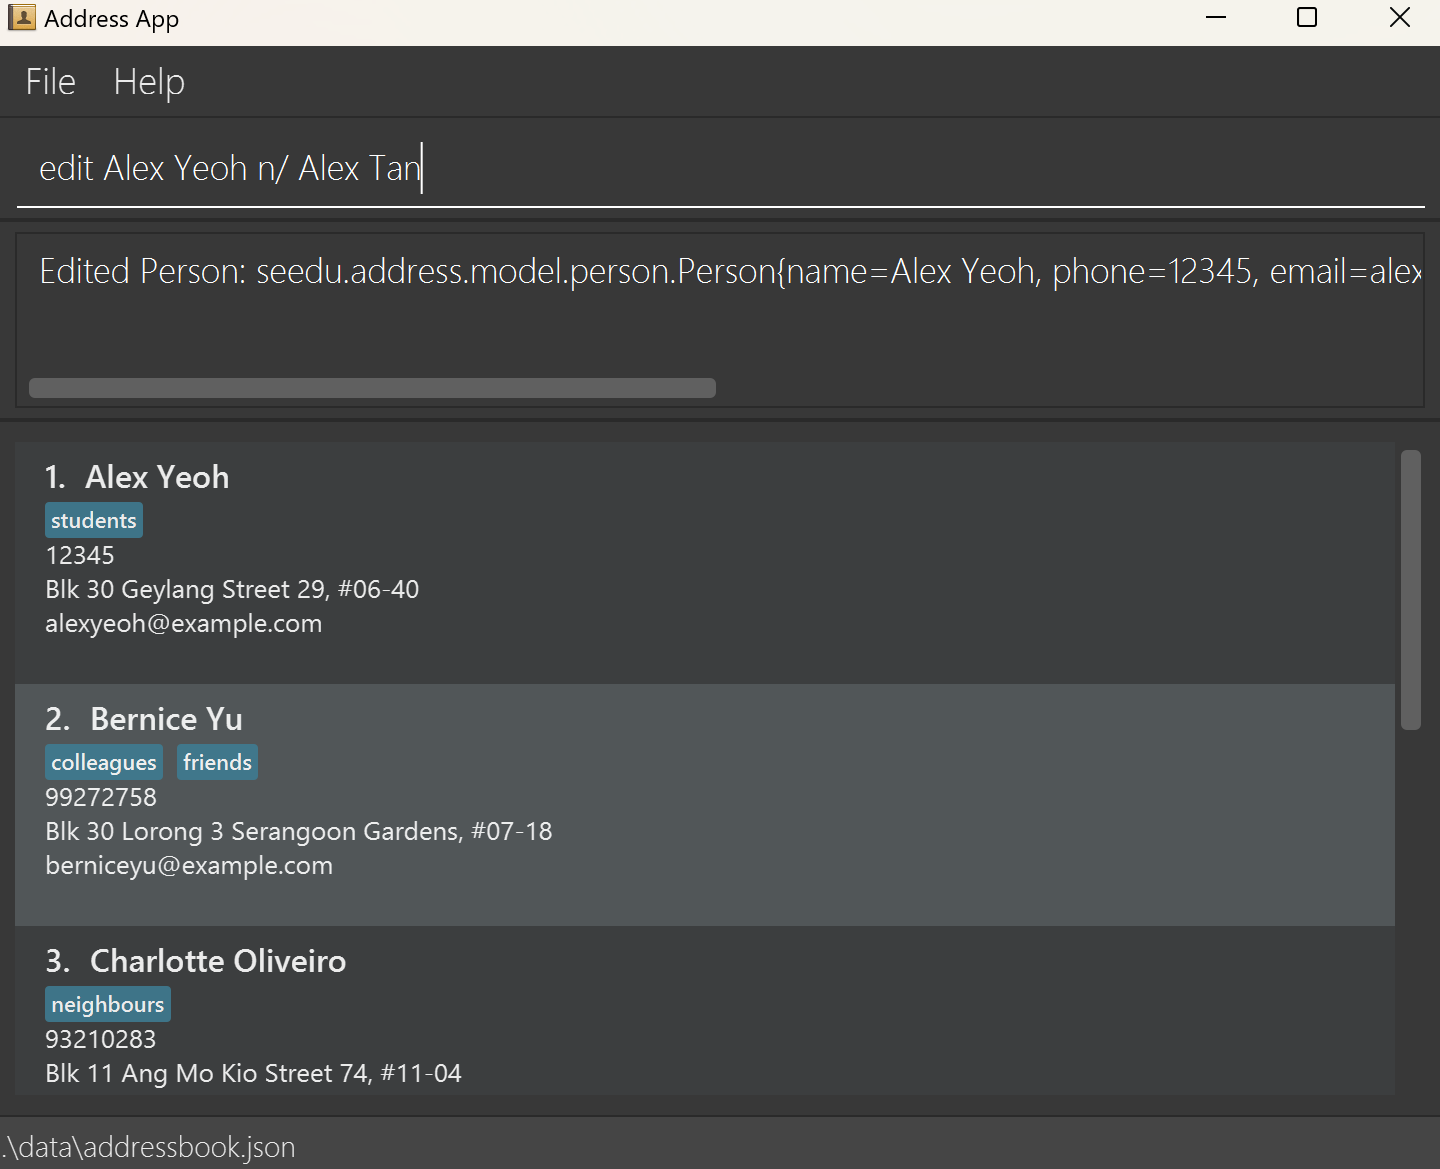 Address App
File Help
edit Alex Yeoh n/ Alex Tan
Edited Person: seedu.address.model.person.Person{name=Alex Yeoh, phone=12345, email=alex
1. Alex Yeoh
students
12345
Blk 30 Geylang Street 29, #06-40
alexyeoh@example.com
2. Bernice Yu
colleagues friends
99272758
Blk 30 Lorong 3 Serangoon Gardens, #07-18
berniceyu@example.com
3. Charlotte Oliveiro
neighbours
93210283
Blk 11 Ang Mo Kio Street 74, #11-04
.\data\addressbook.json